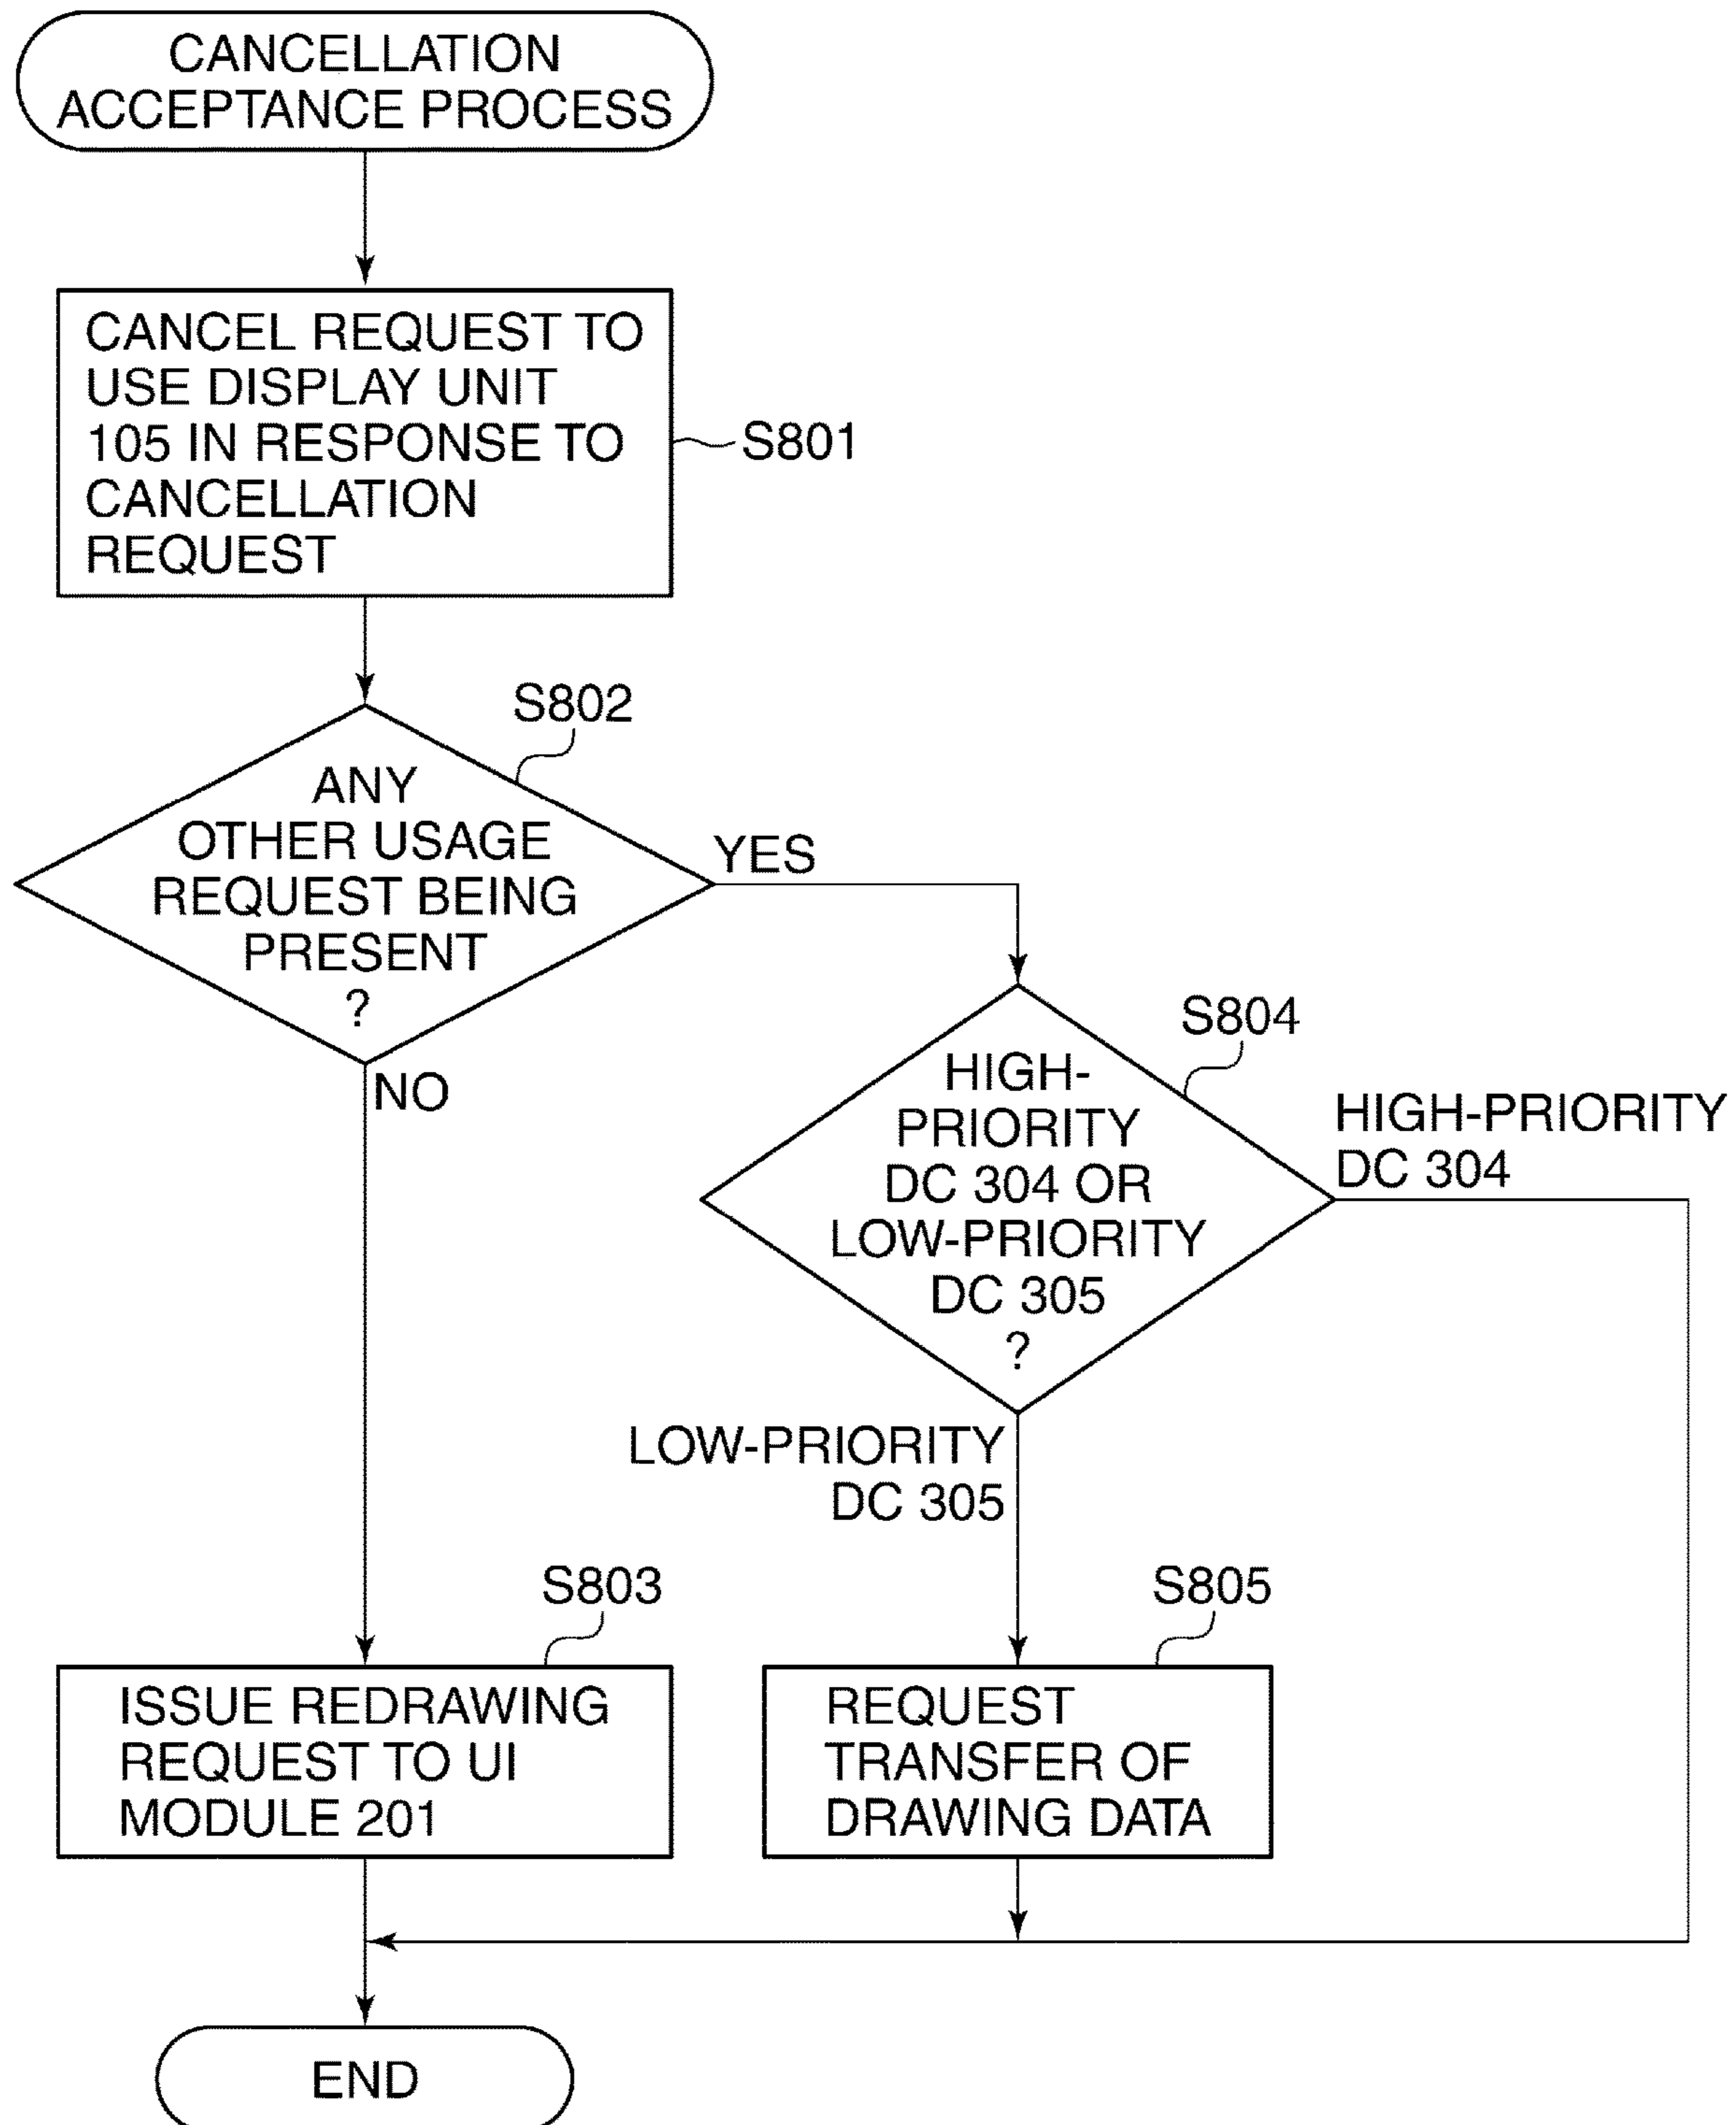 CANCELLATION
ACCEPTANCE PROCESS
CANCEL REQUEST TO
USE DISPLAY UNIT
105 IN RESPONSE TO
CANCELLATION
REQUEST
S801
S802
ANY
OTHER USAGE
REQUEST BEING
PRESENT
?
YES
NO
S804
HIGH-
PRIORITY
DC 304 OR
LOW-PRIORITY
DC 305
?
HIGH-PRIORITY
DC 304
LOW-PRIORITY
DC 305
S803
ISSUE REDRAWING
REQUEST TO UI
MODULE 201
S805
REQUEST
TRANSFER OF
DRAWING DATA
END